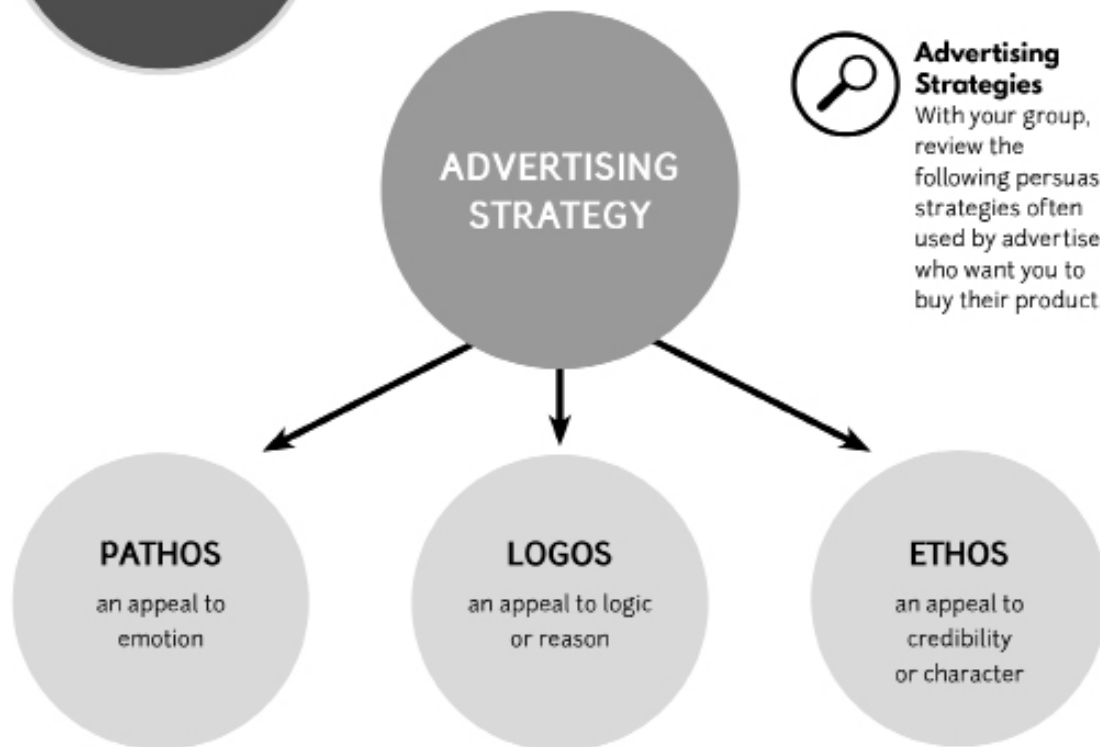 ADVERTISING
STRATEGY
Advertising
Strategies
With your group,
review the
following persuas
strategies often
used by advertise
who want you to
buy their product
PATHOS
an appeal to
emotion
LOGOS
an appeal to logic
or reason
ETHOS
an appeal to
credibility
or character